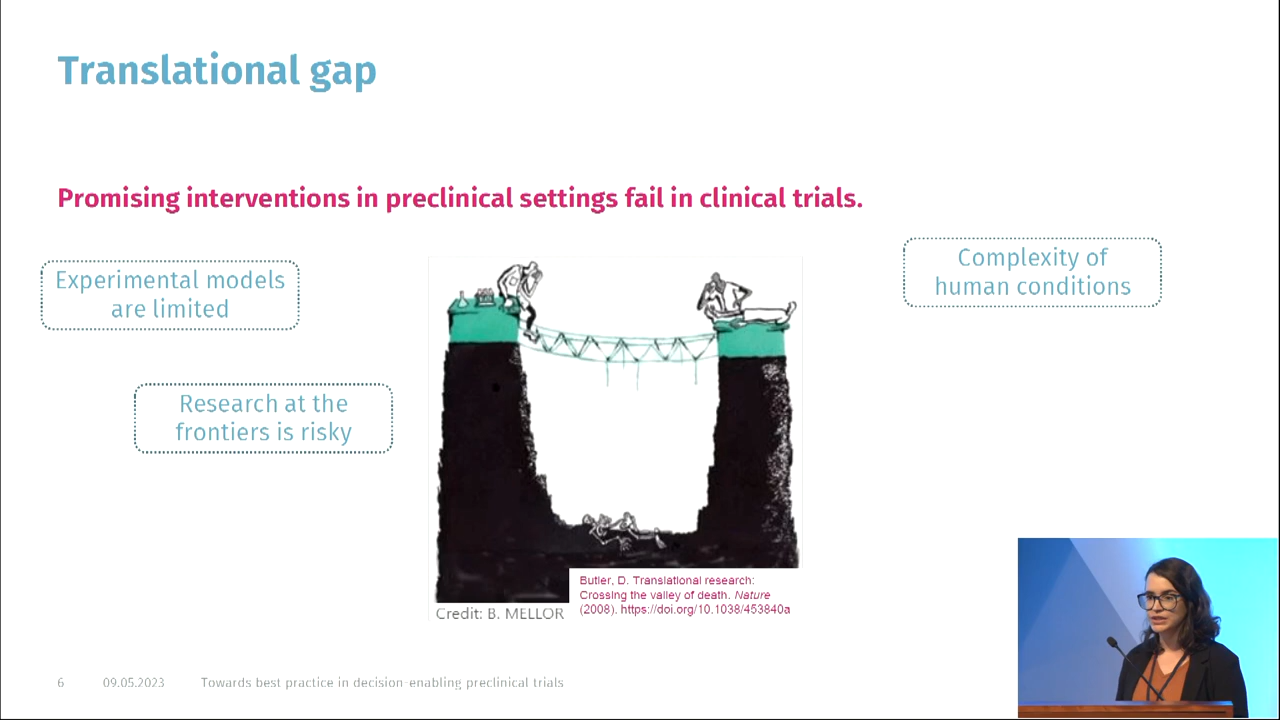 Translational gap
Promising interventions in preclinical settings fail in clinical trials.
Experimental models
are limited
Research at the
frontiers is risky
Complexity of
human conditions
Butler, D. Translational research:
Crossing the valley of death. Nature
(2008). https://doi.org/10.1038/453840a
Credit: B. MELLOR
6 09.05.2023 Towards best practice in decision-enabling preclinical trials